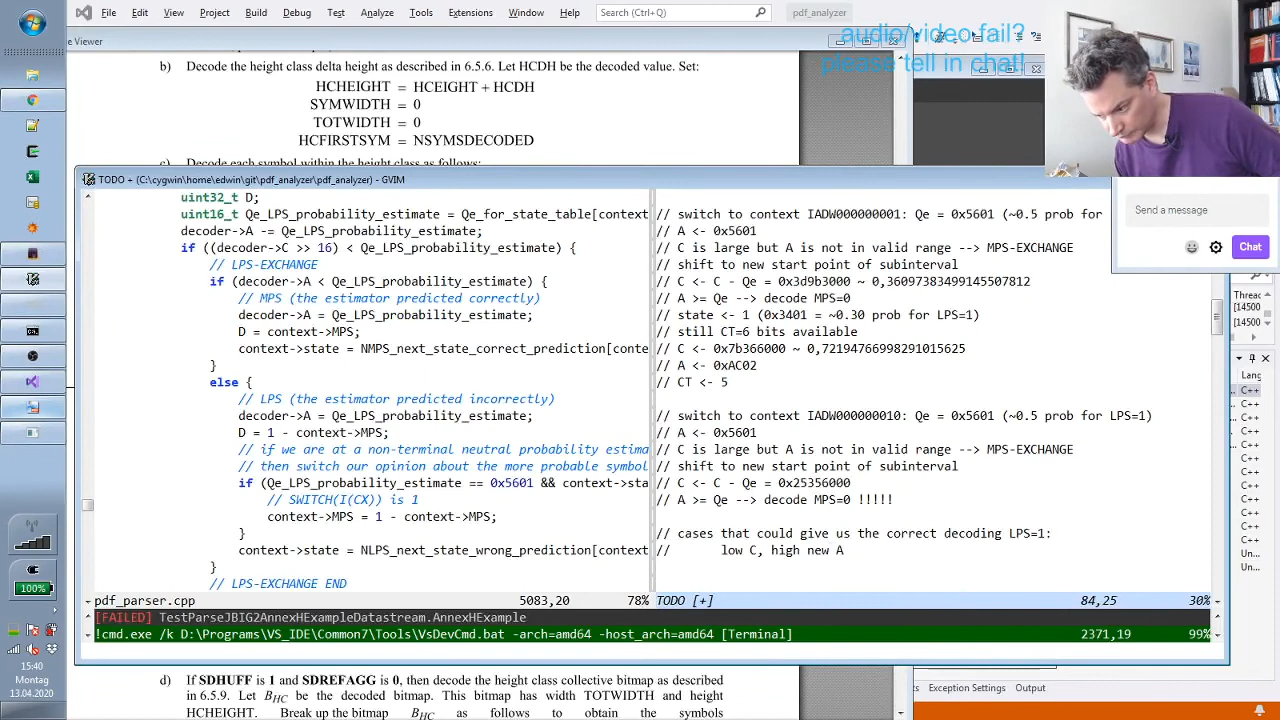 File Edit View Project Build Debug Test Analyze Tools Extensions Window Help Search (Ctrl+Q) pdf_analyzer
e Viewer
audio/video fail?
please tell in chat!
b) Decode the height class delta height as described in 6.5.6. Let HCDH be the decoded value. Set:
HCHEIGHT = HCEIGHT + HCDH
SYMWIDTH = 0
TOTWIDTH = 0
HCFIRSTSYM = NSYMSDECODED
c) Decode each symbol within the height class as follows:
TODO + (C:\cygwin\home\edwin\git\pdf_analyzer\pdf_analyzer) - GVIM
uint32_t D;
uint16_t Qe_LPS_probability_estimate = Qe_for_state_table[context
decoder->A -= Qe_LPS_probability_estimate;
if ((decoder->C >> 16) < Qe_LPS_probability_estimate) {
// LPS-EXCHANGE
if (decoder->A < Qe_LPS_probability_estimate) {
// MPS (the estimator predicted correctly)
decoder->A = Qe_LPS_probability_estimate;
D = context->MPS;
context->state = NMPS_next_state_correct_prediction[conte
}
else {
// LPS (the estimator predicted incorrectly)
decoder->A = Qe_LPS_probability_estimate;
D = 1 - context->MPS;
// if we are at a non-terminal neutral probability estima
// then switch our opinion about the more probable symbol
if (Qe_LPS_probability_estimate == 0x5601 && context->sta
// SWITCH(I(CX)) is 1
context->MPS = 1 - context->MPS;
}
context->state = NLPS_next_state_wrong_prediction[context
}
// LPS-EXCHANGE END
pdf_parser.cpp 5083,20 78%
// switch to context IADW000000001: Qe = 0x5601 (~0.5 prob for
// A <- 0x5601
// C is large but A is not in valid range --> MPS-EXCHANGE
// shift to new start point of subinterval
// C <- C - Qe = 0x3d9b3000 ~ 0,36097383499145507812
// A >= Qe --> decode MPS=0
// state <- 1 (0x3401 = ~0.30 prob for LPS=1)
// still CT=6 bits available
// C <- 0x7b366000 ~ 0,72194766998291015625
// A <- 0xAC02
// CT <- 5
// switch to context IADW000000010: Qe = 0x5601 (~0.5 prob for LPS=1)
// A <- 0x5601
// C is large but A is not in valid range --> MPS-EXCHANGE
// shift to new start point of subinterval
// C <- C - Qe = 0x25356000
// A >= Qe --> decode MPS=0 !!!!!
// cases that could give us the correct decoding LPS=1:
// low C, high new A
TODO [+] 84,25 30%
[FAILED] TestParseJBIG2AnnexHExampleDatastream.AnnexHExample
!cmd.exe /k D:\Programs\VS_IDE\Common7\Tools\VsDevCmd.bat -arch=amd64 -host_arch=amd64 [Terminal] 2371,19 99%
Send a message
Chat
Threa
[14500
[14500
Lang
C++
C++
C++
C++
C++
C++
C++
C++
C++
C++
C++
Un...
Un...
100%
15:40
Montag
13.04.2020
d) If SDHUFF is 1 and SDREFAGG is 0, then decode the height class collective bitmap as described
in 6.5.9. Let BHC be the decoded bitmap. This bitmap has width TOTWIDTH and height
HCHEIGHT. Break up the bitmap BHC as follows to obtain the symbols
Exception Settings Output